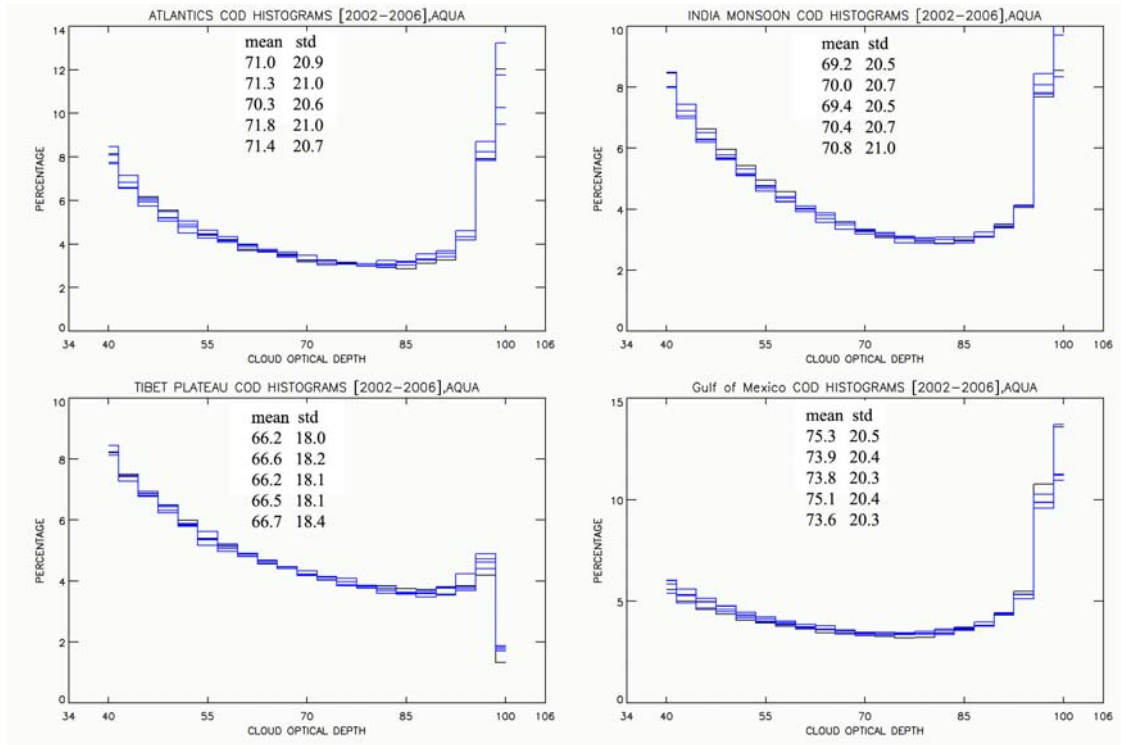 ATLANTICS COD HISTOGRAMS [2002-2006],AQUA
mean std
71.0 20.9
71.3 21.0
70.3 20.6
71.8 21.0
71.4 20.7
14
12
10
8
6
4
2
0
PERCENTAGE
34 40 55 70 85 100 106
CLOUD OPTICAL DEPTH
INDIA MONSOON COD HISTOGRAMS [2002-2006],AQUA
mean std
69.2 20.5
70.0 20.7
69.4 20.5
70.4 20.7
70.8 21.0
10
8
6
4
2
0
PERCENTAGE
34 40 55 70 85 100 106
CLOUD OPTICAL DEPTH
TIBET PLATEAU COD HISTOGRAMS [2002-2006],AQUA
mean std
66.2 18.0
66.6 18.2
66.2 18.1
66.5 18.1
66.7 18.4
10
8
6
4
2
0
PERCENTAGE
34 40 55 70 85 100 106
CLOUD OPTICAL DEPTH
Gulf of Mexico COD HISTOGRAMS [2002-2006],AQUA
mean std
75.3 20.5
73.9 20.4
73.8 20.3
75.1 20.4
73.6 20.3
15
10
5
0
PERCENTAGE
34 40 55 70 85 100 106
CLOUD OPTICAL DEPTH